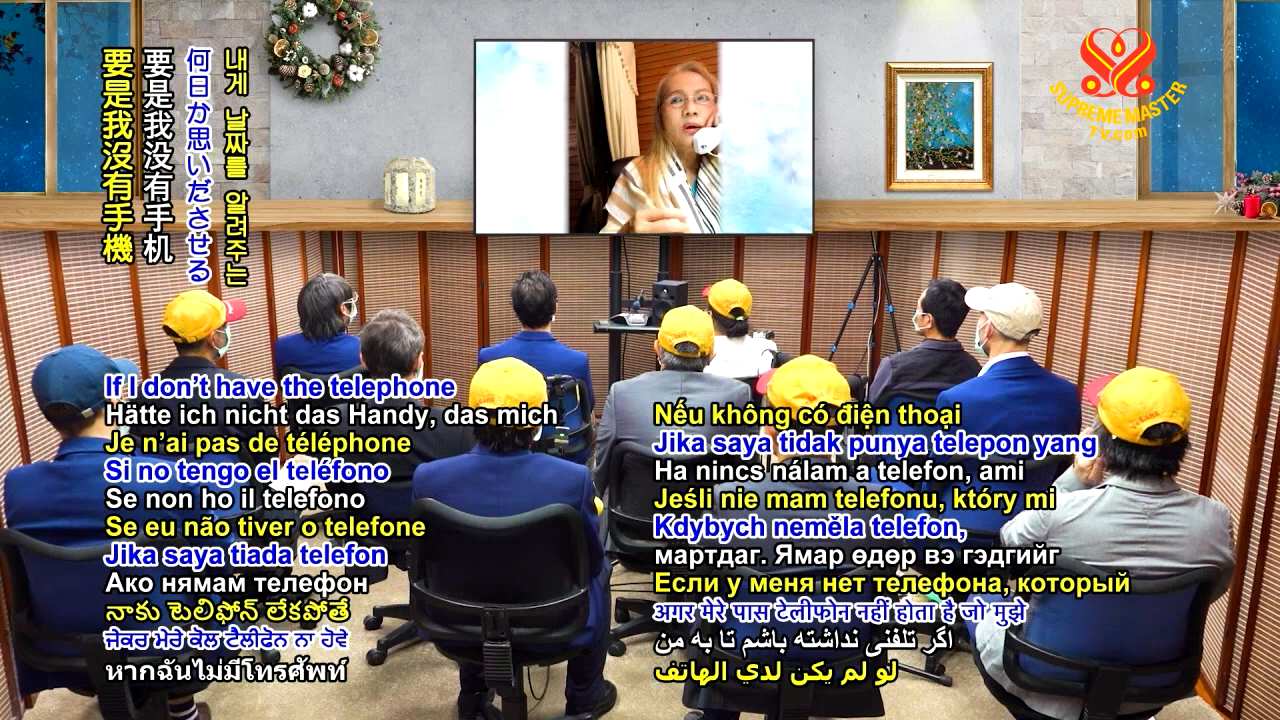 내게 날짜를 알려주는
何日か思いださせる
要是我没有手机
要是我沒有手機
SUPREME MASTER
TV.com
If I don't have the telephone
Hätte ich nicht das Handy, das mich
Je n'ai pas de téléphone
Si no tengo el teléfono
Se non ho il telefono
Se eu não tiver o telefone
Jika saya tiada telefon
Ако нямам телефон
నాకు టెలిఫోన్ లేకపోతే
ਜੇਕਰ ਮੇਰੇ ਕੋਲ ਟੈਲੀਫੋਨ ਨਾ ਹੋਵੇ
หากฉันไม่มีโทรศัพท์
Nếu không có điện thoại
Jika saya tidak punya telepon yang
Ha nincs nálam a telefon, ami
Jeśli nie mam telefonu, który mi
Kdybych neměla telefon,
мартдаг. Ямар өдөр вэ гэдгийг
Если у меня нет телефона, который
अगर मेरे पास टेलीफोन नहीं होता है जो मुझे
اگر تلفنی نداشته باشم تا به من
لو لم يكن لدي الهاتف